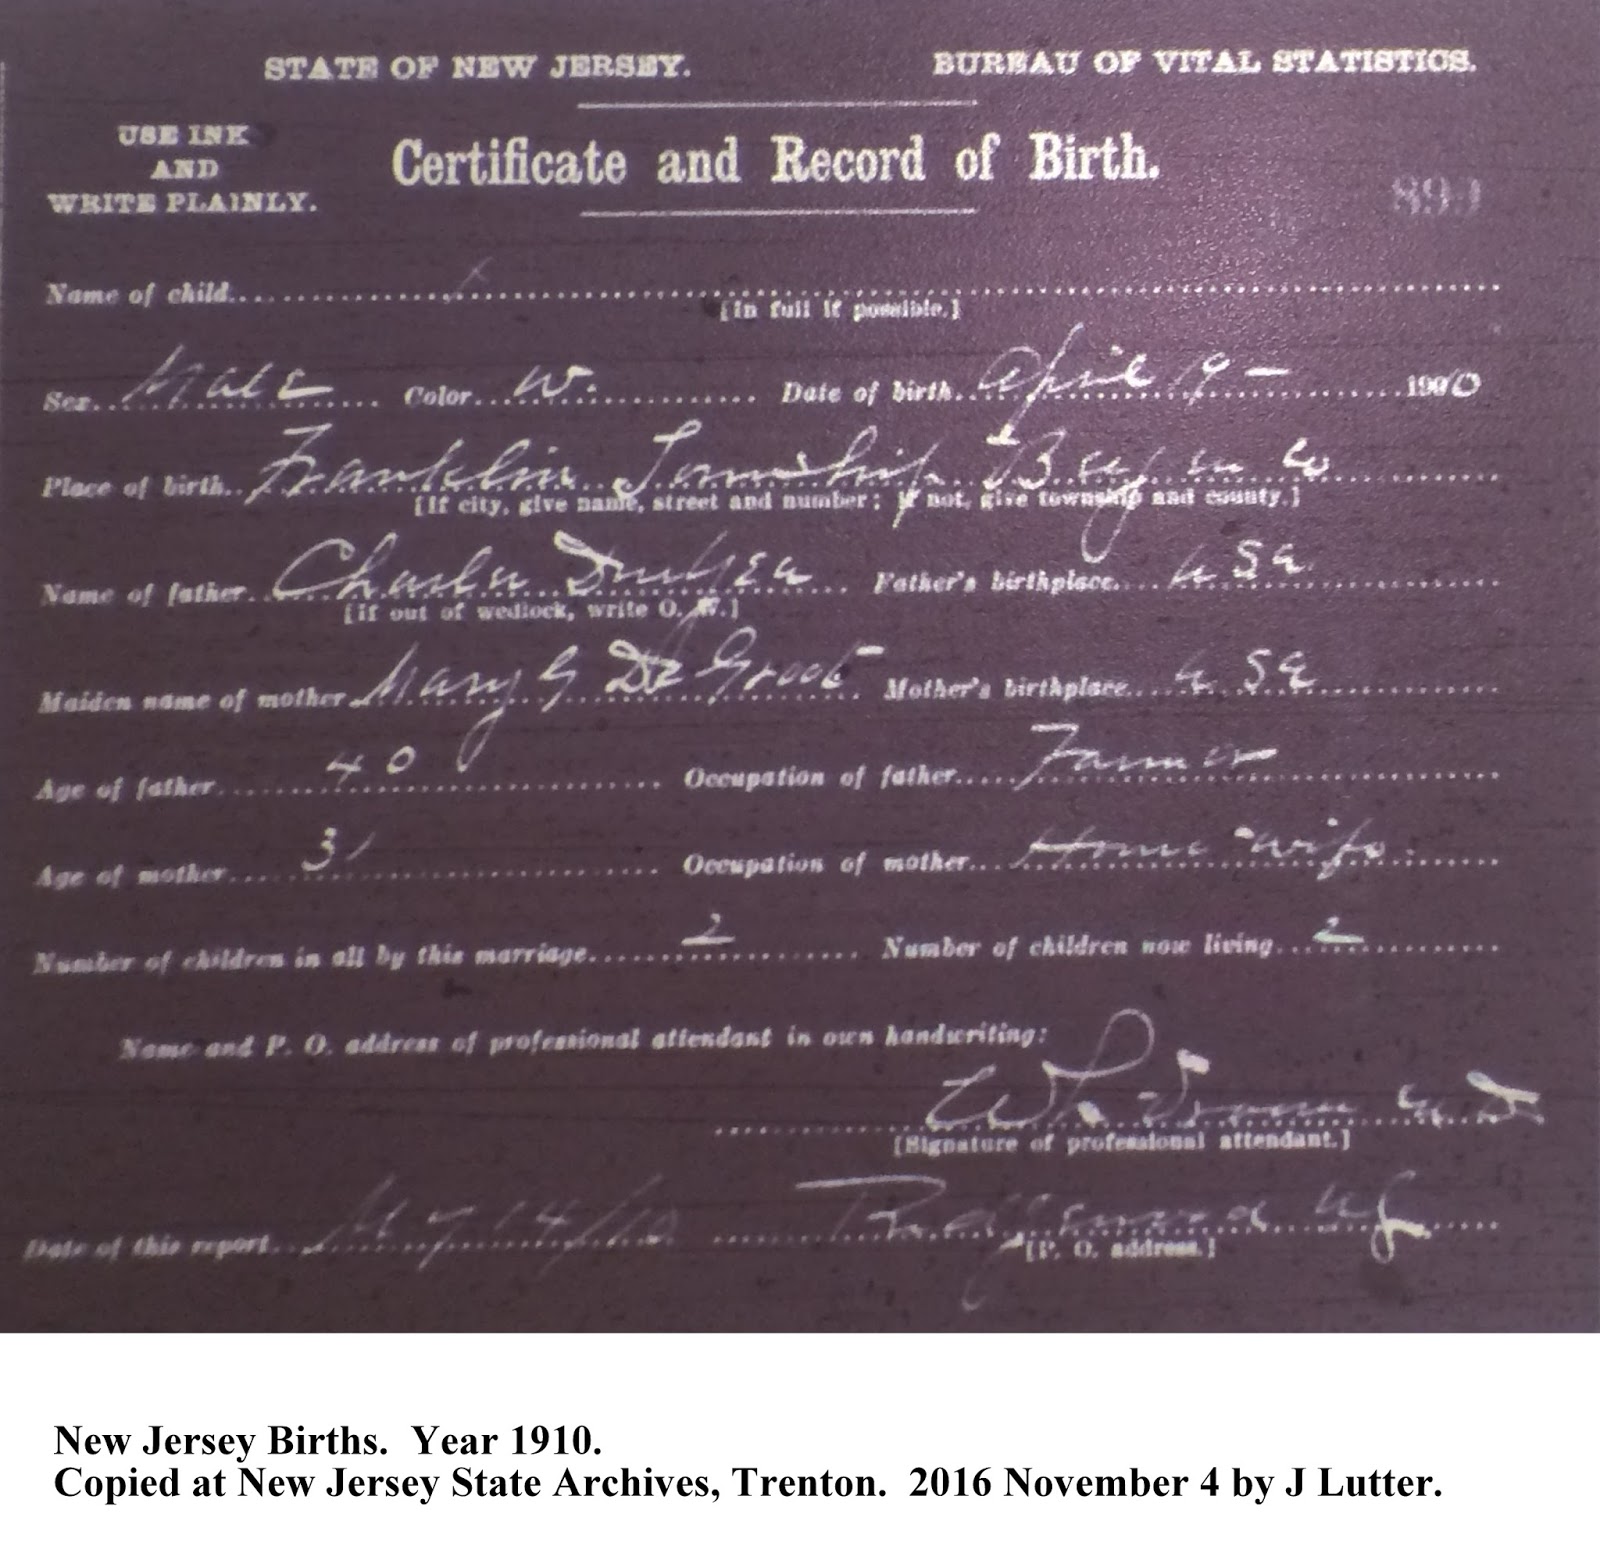 STATE OF NEW JERSEY. BUREAU OF VITAL STATISTICS.
USE INK
AND
WRITE PLAINLY.
Certificate and Record of Birth.
Name of child x
[In full if possible.]
Sex Male Color W. Date of birth April 19 - 1910
Place of birth Franklin Township Bergen Co
[If city, give name, street and number; if not, give township and county.]
Name of father Charles Father's birthplace U S A
[If out of wedlock, write O. W.]
Maiden name of mother Mary G De Groot Mother's birthplace U S A
Age of father 40 Occupation of father Farmer
Age of mother 31 Occupation of mother House wife
Number of children in all by this marriage 2 Number of children now living 2
Name and P. O. address of professional attendant in own handwriting:
M D
[Signature of professional attendant.]
Date of this report My 14/10 Ridgewood NJ
[P. O. address.]
New Jersey Births. Year 1910.
Copied at New Jersey State Archives, Trenton. 2016 November 4 by J Lutter.